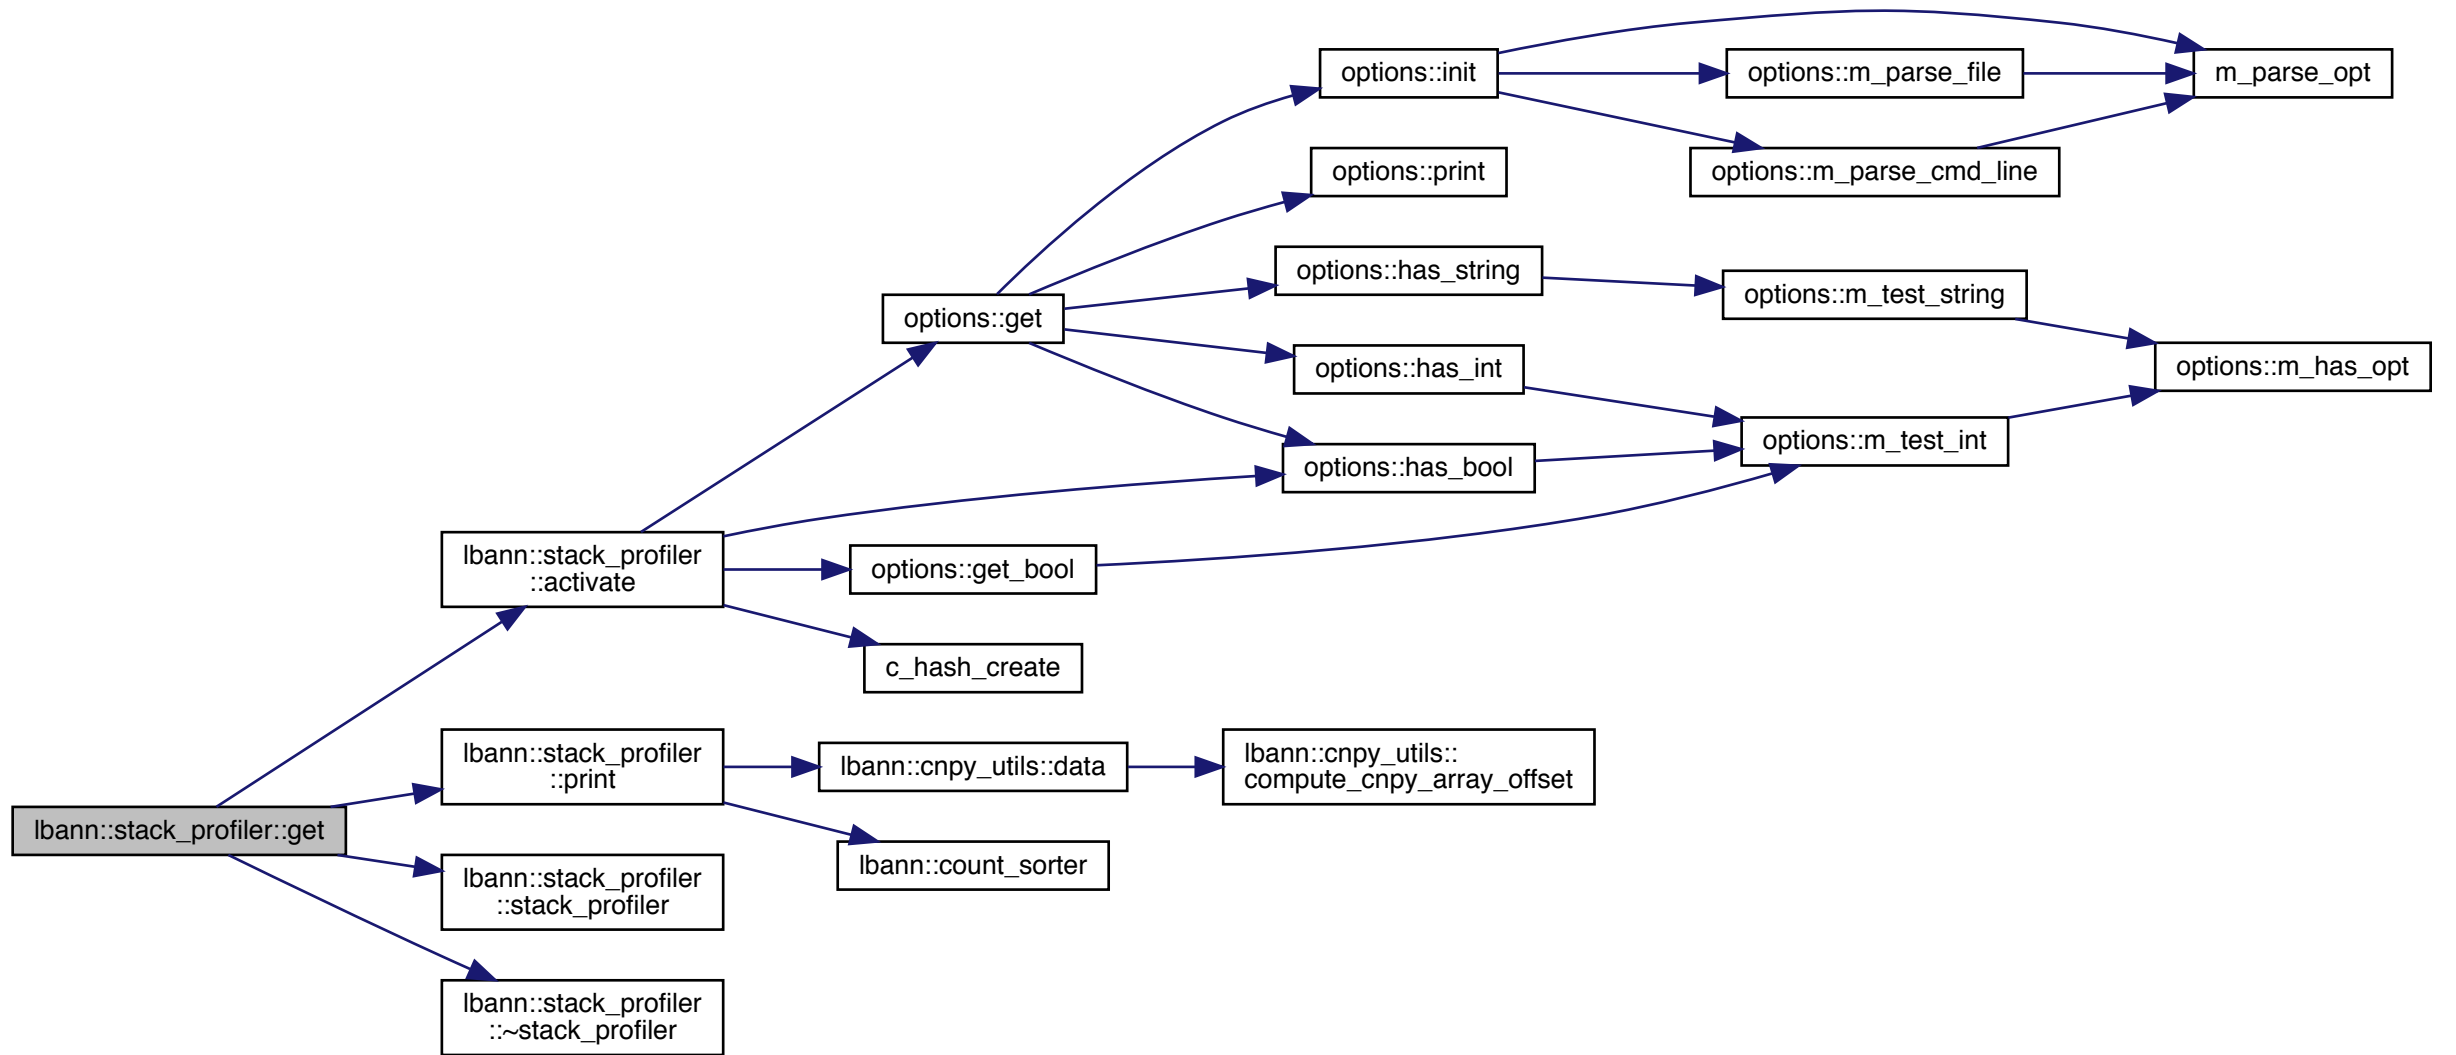 options::init
options::m_parse_file
m_parse_opt
options::print
options::m_parse_cmd_line
options::has_string
options::m_test_string
options::get
options::has_int
options::m_has_opt
options::m_test_int
options::has_bool
lbann::stack_profiler
::activate
options::get_bool
c_hash_create
lbann::stack_profiler
::print
lbann::cnpy_utils::data
lbann::cnpy_utils::
compute_cnpy_array_offset
lbann::stack_profiler::get
lbann::count_sorter
lbann::stack_profiler
::stack_profiler
lbann::stack_profiler
::~stack_profiler